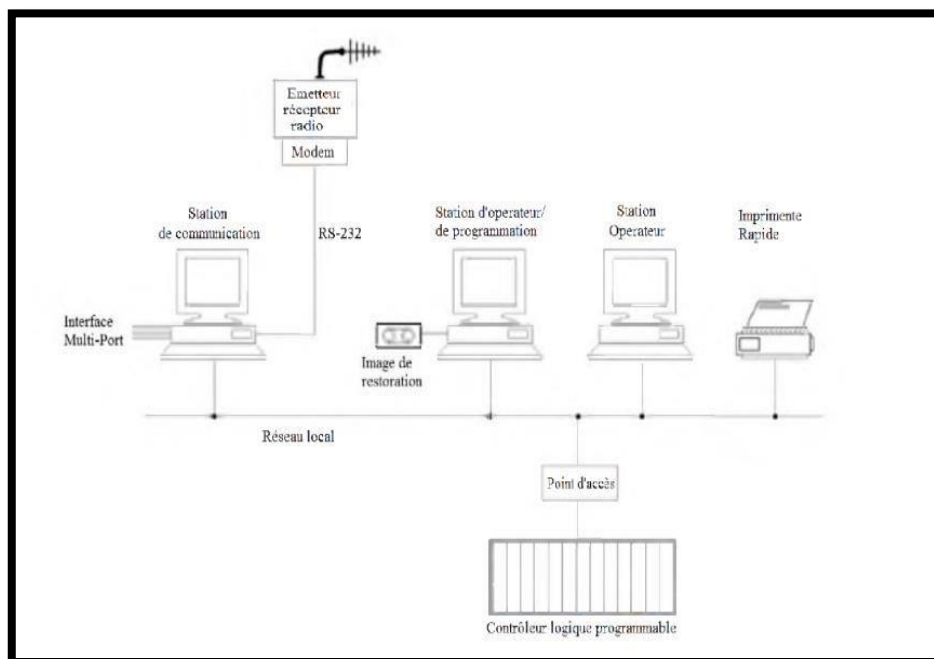 Emetteur
récepteur
radio
Modem
Station
de communication
RS-232
Station d'operateur/
de programmation
Station
Operateur
Imprimente
Rapide
Interface
Multi-Port
Image de
restoration
Réseau local
Point d'accès
Contrôleur logique programmable